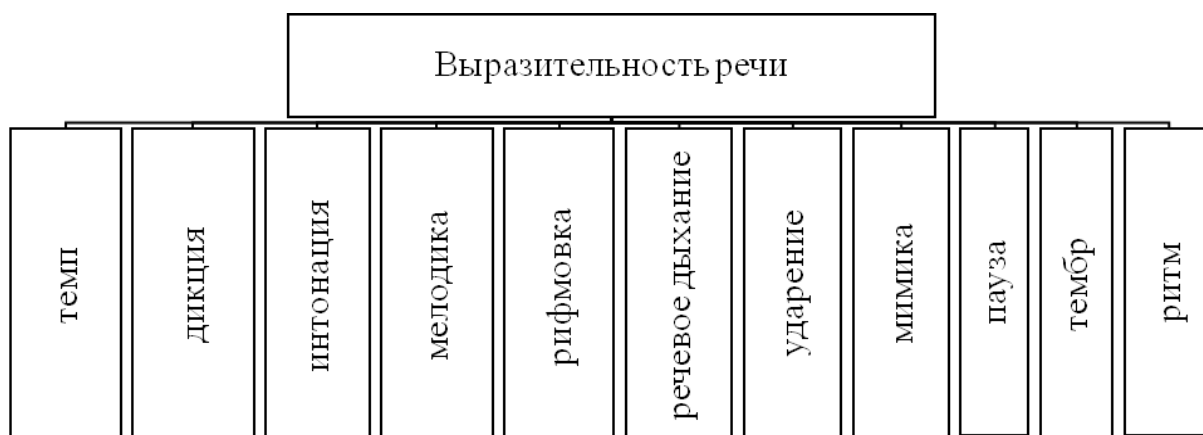 Выразительность речи
темп
дикция
интонация
мелодика
рифмовка
речевое дыхание
ударение
мимика
пауза
тембр
ритм